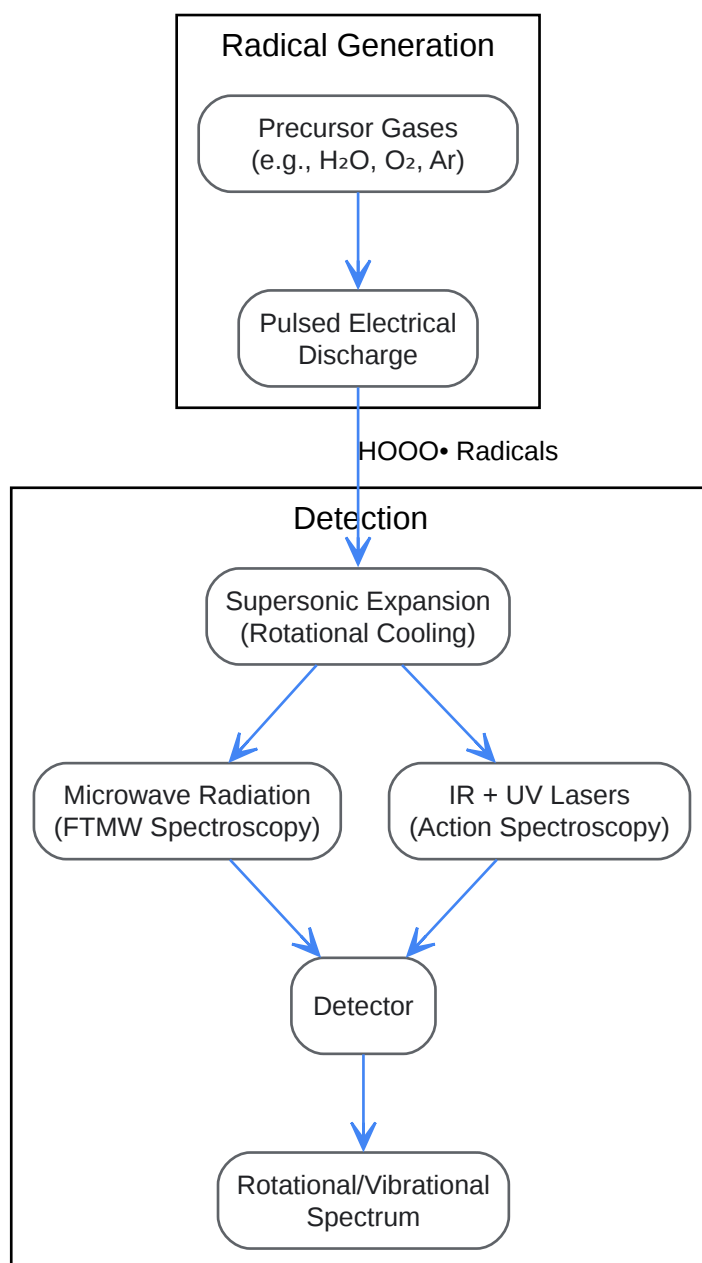 Radical Generation
Precursor Gases
(e.g., H₂O, O₂, Ar)
Pulsed Electrical
Discharge
HOOO• Radicals
Detection
Supersonic Expansion
(Rotational Cooling)
Microwave Radiation
(FTMW Spectroscopy)
IR + UV Lasers
(Action Spectroscopy)
Detector
Rotational/Vibrational
Spectrum